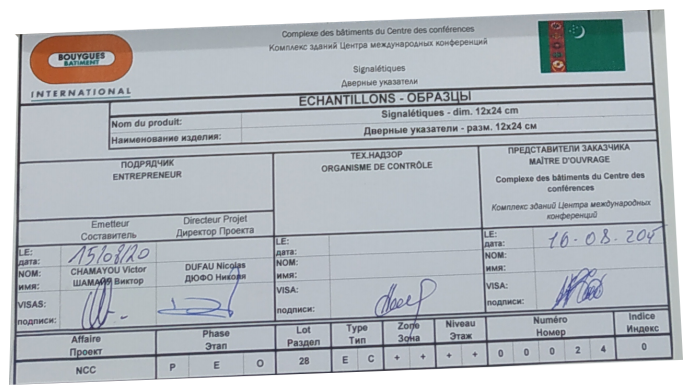 BOUYGUES
BATIMENT
INTERNATIONAL
Complexe des bâtiments du Centre des conférences
Комплекс зданий Центра международных конференций
Signalétiques
Дверные указатели
ECHANTILLONS - ОБРАЗЦЫ
Nom du produit: Signalétiques - dim. 12x24 cm
Наименование изделия: Дверные указатели - разм. 12x24 см
ПОДРЯДЧИК
ENTREPRENEUR
ТЕХ.НАДЗОР
ORGANISME DE CONTRÔLE
ПРЕДСТАВИТЕЛИ ЗАКАЗЧИКА
MAÎTRE D'OUVRAGE
Complexe des bâtiments du Centre des
conférences
Комплекс зданий Центра международных
конференций
Emetteur Directeur Projet
Составитель Директор Проекта
LE: LE: LE:
дата: 15/08/20 дата: дата: 16-08-20
NOM: CHAMAYOU Victor DUFAU Nicolas NOM: NOM:
имя: ШАМАЙЮ Виктор ДЮФО Николя имя: имя:
VISAS: VISA: VISA:
подписи: подписи: подписи:
Affaire Phase Lot Type Zone Niveau Numéro Indice
Проект Этап Раздел Тип Зона Этаж Номер Индекс
NCC P E O 28 E C + + + + 0 0 0 2 4 0